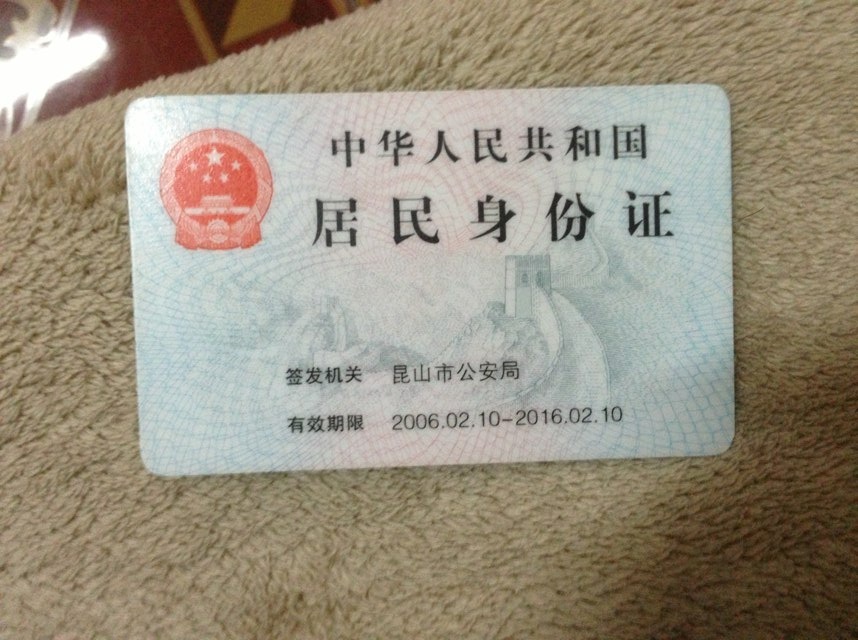 中华人民共和国
居民身份证
签发机关 昆山市公安局
有效期限 2006.02.10-2016.02.10